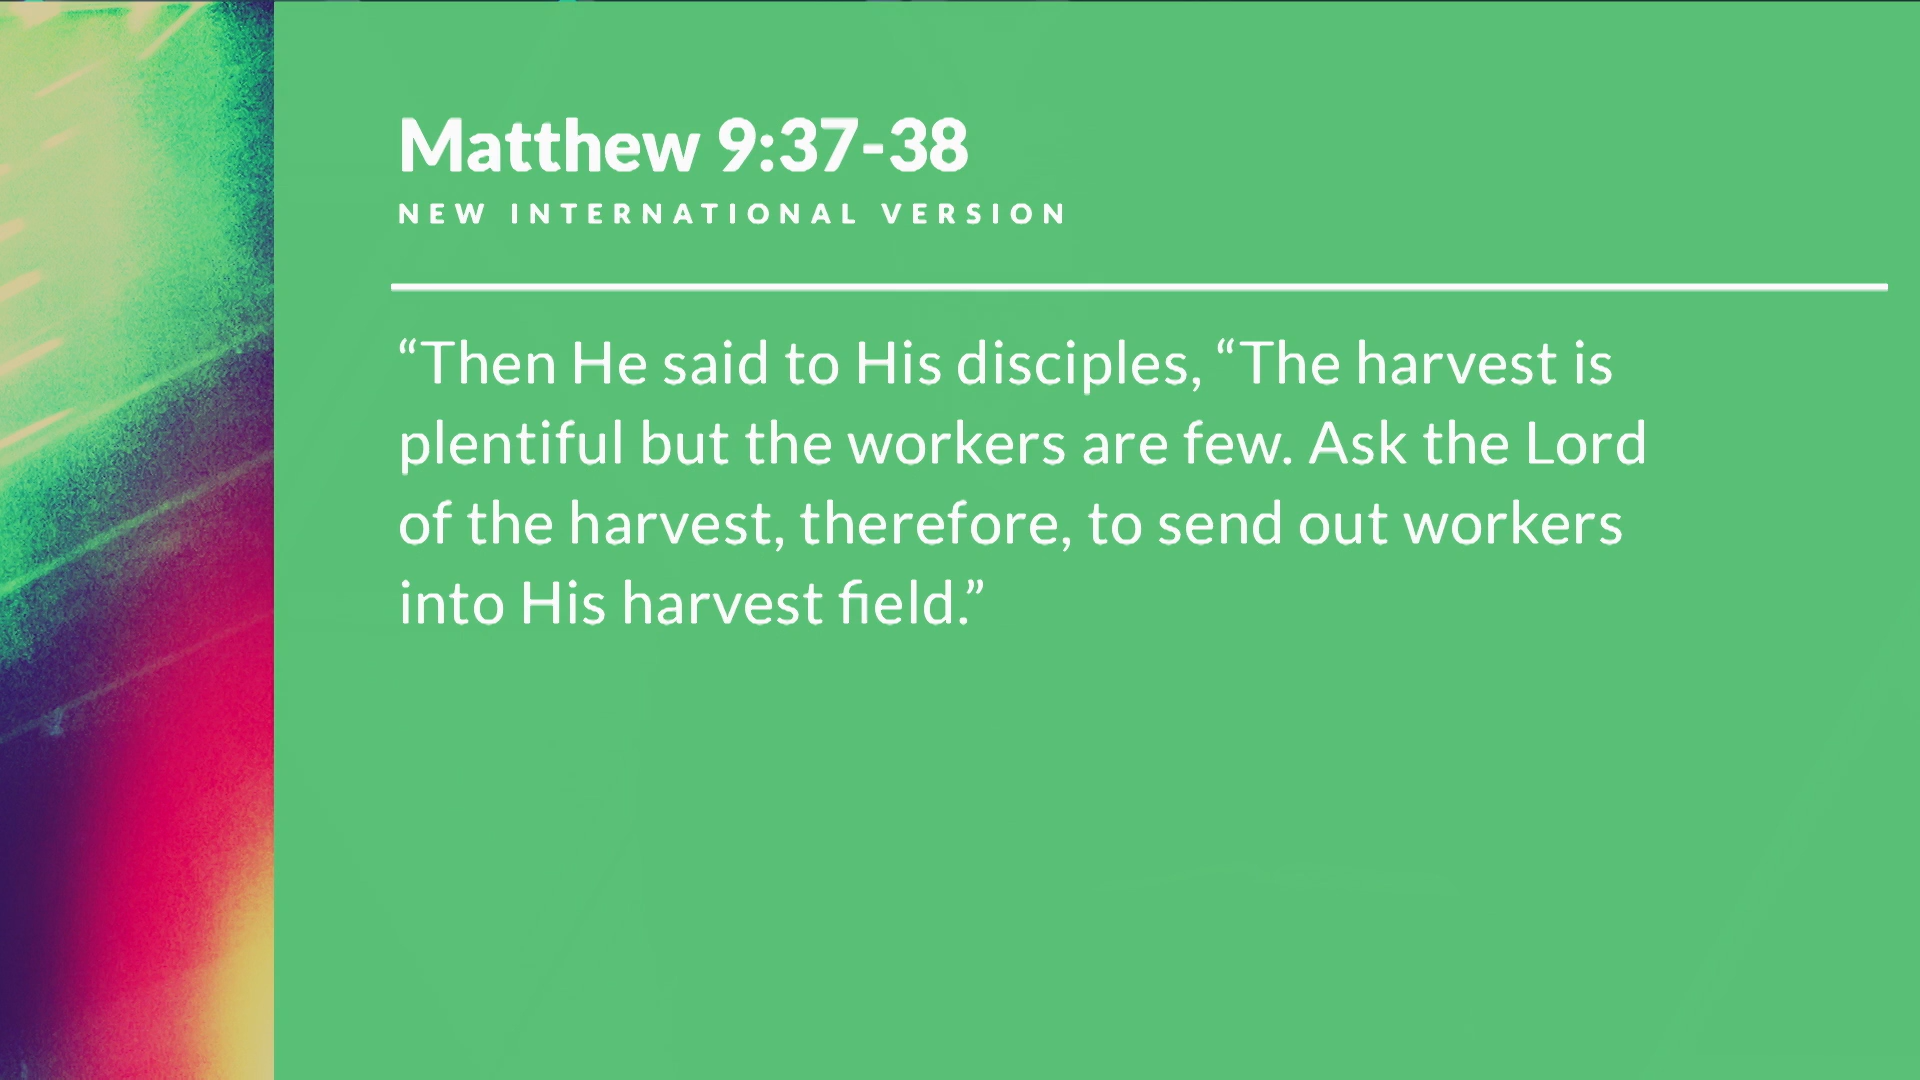 Matthew 9:37-38
NEW INTERNATIONAL VERSION
“Then He said to His disciples, “The harvest is
plentiful but the workers are few. Ask the Lord
of the harvest, therefore, to send out workers
into His harvest field.”